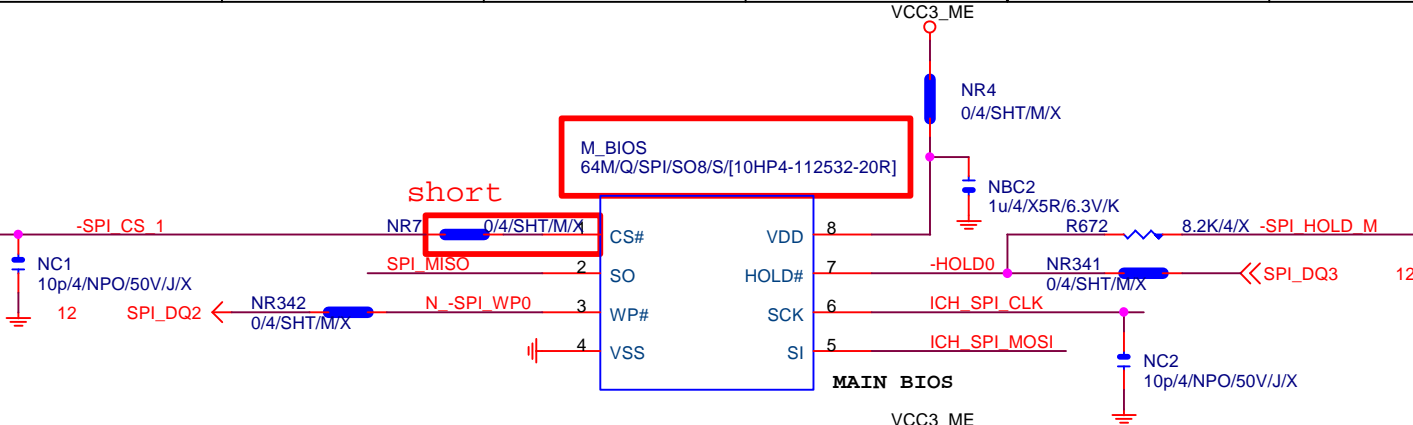 VCC3_ME
NR4
0/4/SHT/M/X
M_BIOS
64M/Q/SPI/SO8/S/[10HP4-112532-20R]
short
NBC2
1u/4/X5R/6.3V/K
-SPI_CS_1
NR7
0/4/SHT/M/X
1
CS#
VDD
8
R672
8.2K/4/X
-SPI_HOLD_M
NC1
10p/4/NPO/50V/J/X
SPI_MISO
2
SO
HOLD#
7
-HOLD0
NR341
0/4/SHT/M/X
SPI_DQ3
12
12
SPI_DQ2
NR342
0/4/SHT/M/X
N_-SPI_WP0
3
WP#
SCK
6
ICH_SPI_CLK
4
VSS
SI
5
ICH_SPI_MOSI
NC2
10p/4/NPO/50V/J/X
MAIN BIOS
VCC3_ME